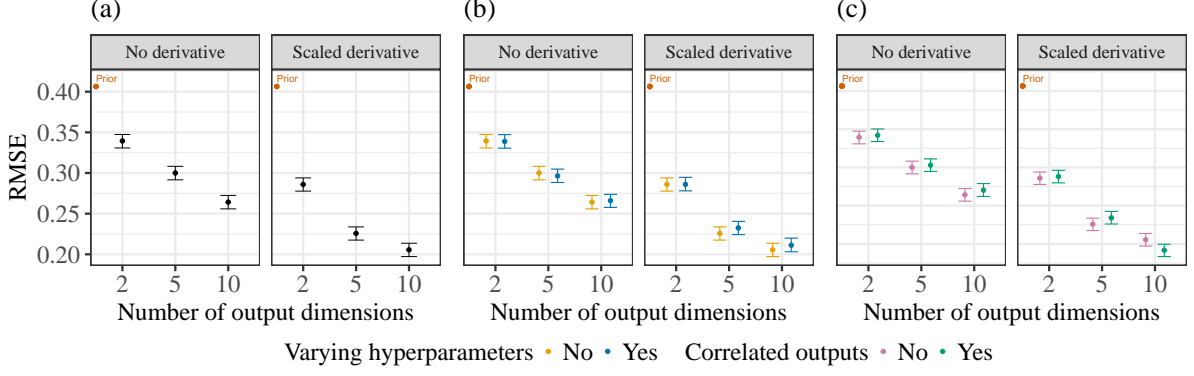 (a)
(b)
(c)
No derivative
Scaled derivative
No derivative
Scaled derivative
No derivative
Scaled derivative
Prior
Prior
Prior
Prior
Prior
Prior
RMSE
0.40
0.35
0.30
0.25
0.20
2 5 10
2 5 10
2 5 10
2 5 10
2 5 10
2 5 10
Number of output dimensions
Number of output dimensions
Number of output dimensions
Varying hyperparameters No Yes
Correlated outputs No Yes